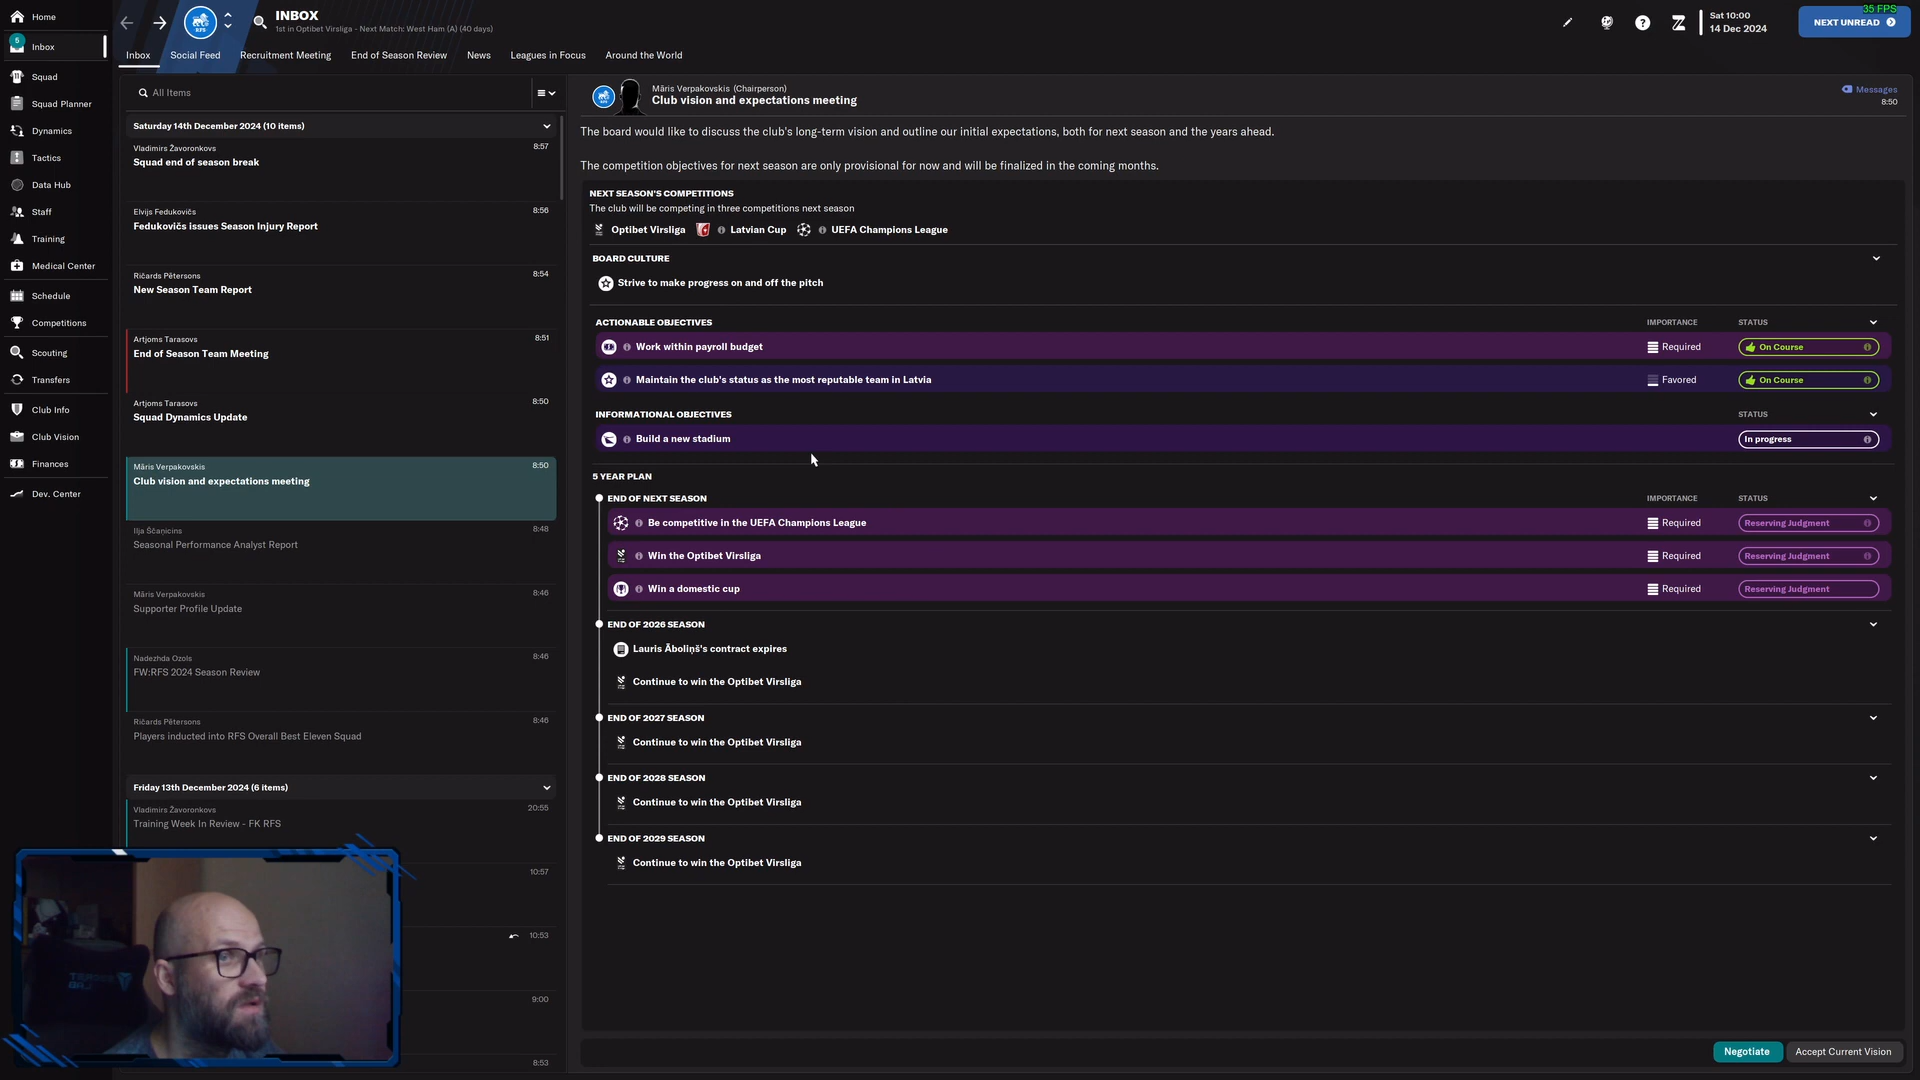 Home
Inbox
5
Squad
Squad Planner
Dynamics
Tactics
Data Hub
Staff
Training
Medical Center
Schedule
Competitions
Scouting
Transfers
Club Info
Club Vision
Finances
Dev. Center
RFS
INBOX
1st in Optibet Virsliga - Next Match: West Ham (A) (40 days)
35 FPS
Sat 10:00
14 Dec 2024
NEXT UNREAD
Inbox
Social Feed
Recruitment Meeting
End of Season Review
News
Leagues in Focus
Around the World
All Items
Saturday 14th December 2024 (10 items)
Vladimirs Žavoronkovs 8:57
Squad end of season break
Elvijs Fedukovičs 8:56
Fedukovičs issues Season Injury Report
Ričards Pētersons 8:54
New Season Team Report
Artjoms Tarasovs 8:51
End of Season Team Meeting
Artjoms Tarasovs 8:50
Squad Dynamics Update
Māris Verpakovskis 8:50
Club vision and expectations meeting
Iļja Ščaņicins 8:48
Seasonal Performance Analyst Report
Māris Verpakovskis 8:46
Supporter Profile Update
Nadezhda Ozols 8:46
FW:RFS 2024 Season Review
Ričards Pētersons 8:46
Players inducted into RFS Overall Best Eleven Squad
Friday 13th December 2024 (6 items)
Vladimirs Žavoronkovs 20:55
Training Week In Review - FK RFS
10:57
10:53
9:00
8:53
Māris Verpakovskis (Chairperson)
Club vision and expectations meeting
Messages
8:50
The board would like to discuss the club's long-term vision and outline our initial expectations, both for next season and the years ahead.
The competition objectives for next season are only provisional for now and will be finalized in the coming months.
NEXT SEASON'S COMPETITIONS
The club will be competing in three competitions next season
Optibet Virsliga Latvian Cup UEFA Champions League
BOARD CULTURE
Strive to make progress on and off the pitch
ACTIONABLE OBJECTIVES IMPORTANCE STATUS
Work within payroll budget Required On Course
Maintain the club's status as the most reputable team in Latvia Favored On Course
INFORMATIONAL OBJECTIVES STATUS
Build a new stadium In progress
5 YEAR PLAN
END OF NEXT SEASON IMPORTANCE STATUS
Be competitive in the UEFA Champions League Required Reserving Judgment
Win the Optibet Virsliga Required Reserving Judgment
Win a domestic cup Required Reserving Judgment
END OF 2026 SEASON
Lauris Āboliņš's contract expires
Continue to win the Optibet Virsliga
END OF 2027 SEASON
Continue to win the Optibet Virsliga
END OF 2028 SEASON
Continue to win the Optibet Virsliga
END OF 2029 SEASON
Continue to win the Optibet Virsliga
Negotiate
Accept Current Vision